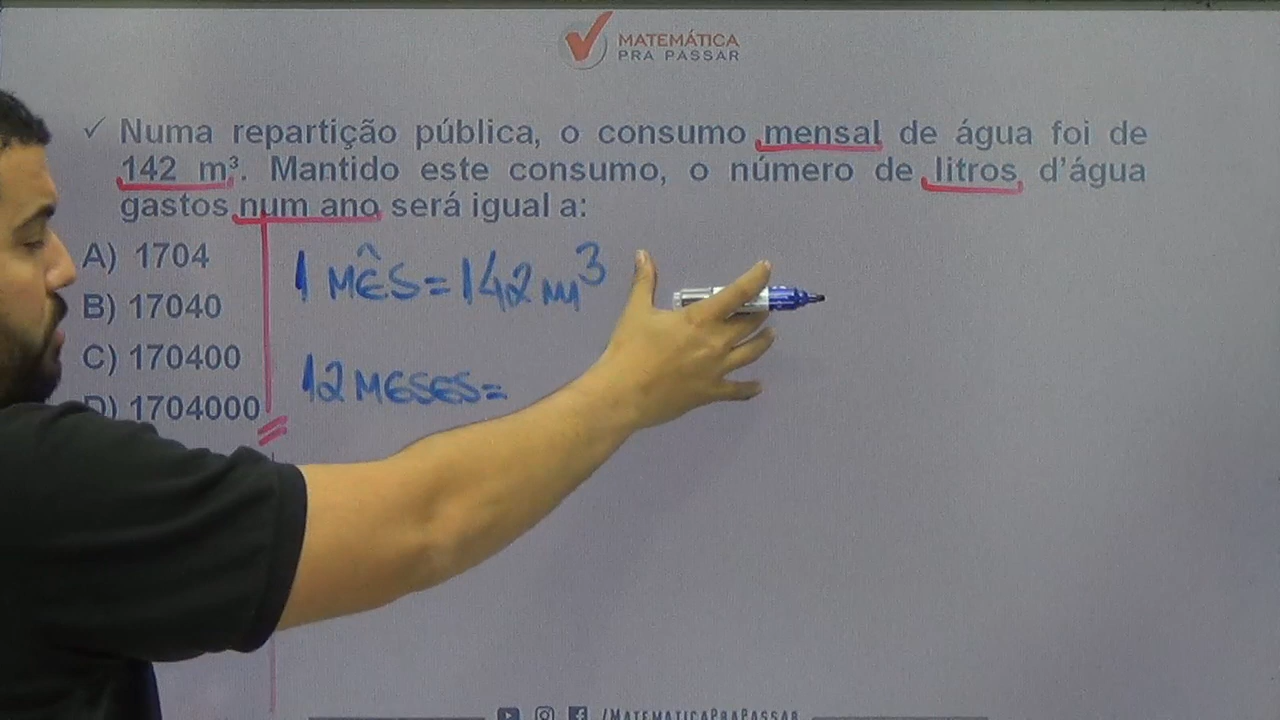 MATEMÁTICA
PRA PASSAR
✓ Numa repartição pública, o consumo mensal de água foi de
142 m³. Mantido este consumo, o número de litros d'água
gastos num ano será igual a:
A) 1704
B) 17040
C) 170400
D) 1704000
1 MÊS = 142 m³
12 MESES =
/MATEMATICAPRAPASSAR